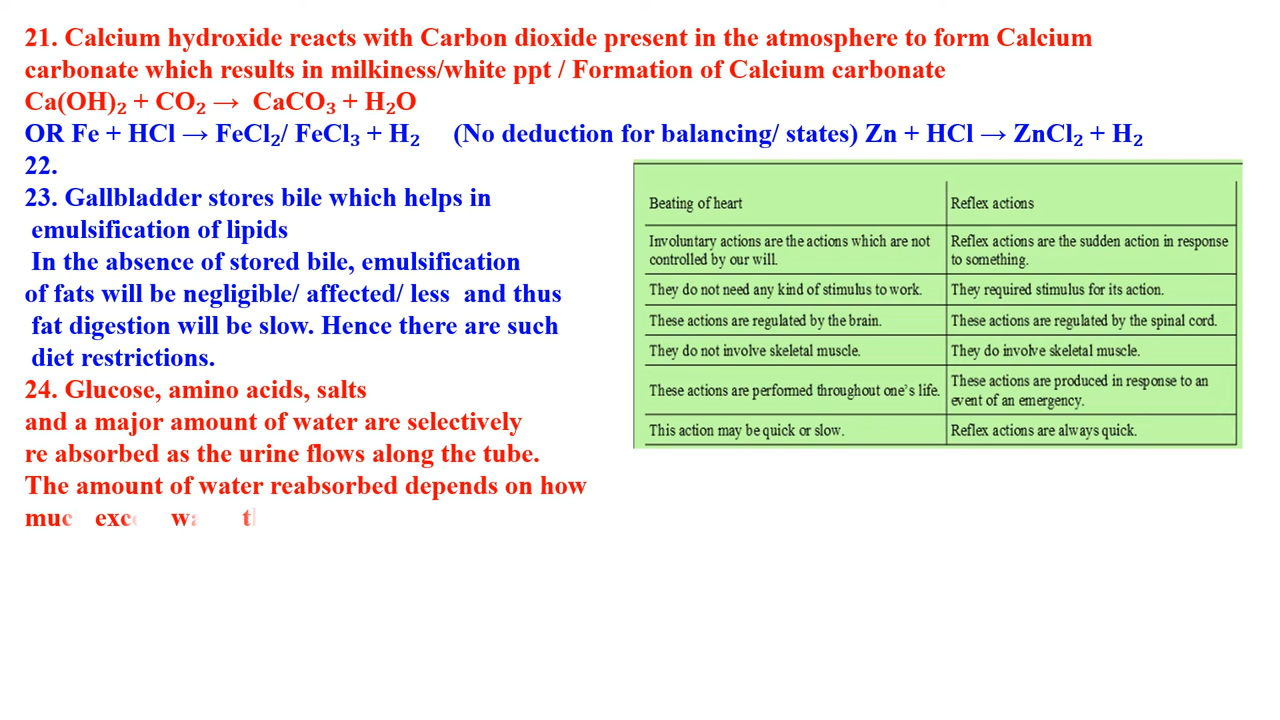 21. Calcium hydroxide reacts with Carbon dioxide present in the atmosphere to form Calcium
carbonate which results in milkiness/white ppt / Formation of Calcium carbonate
Ca(OH)₂ + CO₂ → CaCO₃ + H₂O
OR Fe + HCl → FeCl₂/ FeCl₃ + H₂ (No deduction for balancing/ states) Zn + HCl → ZnCl₂ + H₂
22.
23. Gallbladder stores bile which helps in
emulsification of lipids
In the absence of stored bile, emulsification
of fats will be negligible/ affected/ less and thus
fat digestion will be slow. Hence there are such
diet restrictions.
24. Glucose, amino acids, salts
and a major amount of water are selectively
re absorbed as the urine flows along the tube.
The amount of water reabsorbed depends on how
Beating of heart
Reflex actions
Involuntary actions are the actions which are not
controlled by our will.
Reflex actions are the sudden action in response
to something.
They do not need any kind of stimulus to work.
They required stimulus for its action.
These actions are regulated by the brain.
These actions are regulated by the spinal cord.
They do not involve skeletal muscle.
They do involve skeletal muscle.
These actions are performed throughout one's life.
These actions are produced in response to an
event of an emergency.
This action may be quick or slow.
Reflex actions are always quick.